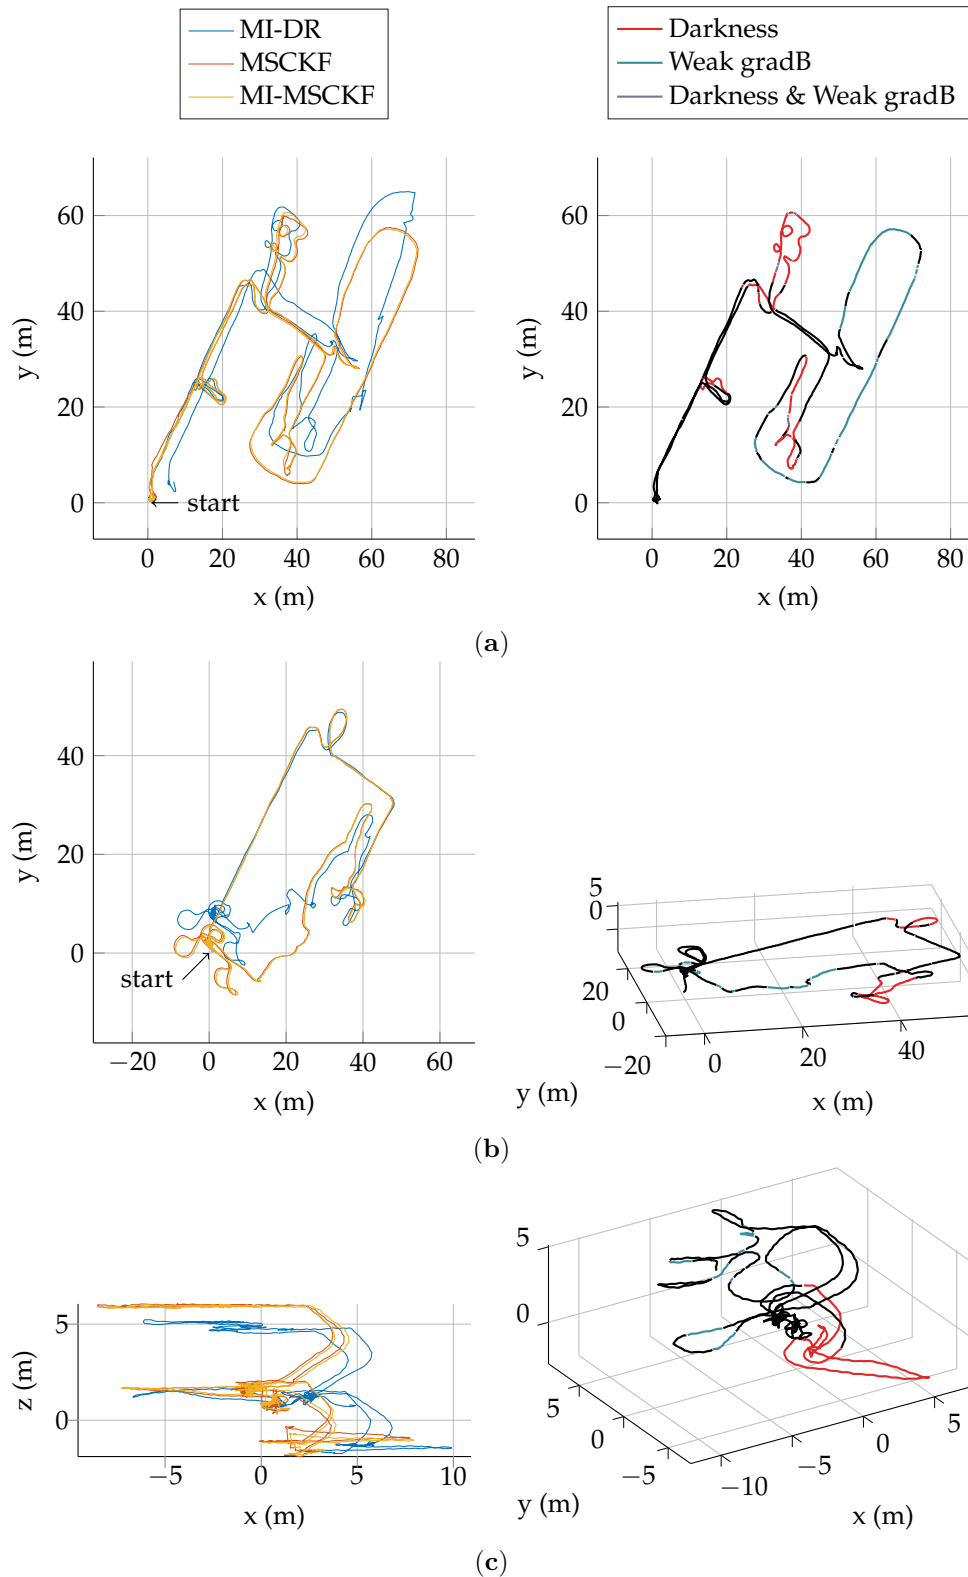 MI-DR
MSCKF
MI-MSCKF
Darkness
Weak gradB
Darkness & Weak gradB
60
40
20
0
y (m)
start
0 20 40 60 80
x (m)
60
40
20
0
y (m)
0 20 40 60 80
x (m)
(a)
40
20
0
y (m)
start
−20 0 20 40 60
x (m)
5
0
20
0
−20
0
20
40
y (m)
x (m)
(b)
5
0
z (m)
−5 0 5 10
x (m)
5
0
5
0
−5
−10
−5
0
5
y (m)
x (m)
(c)